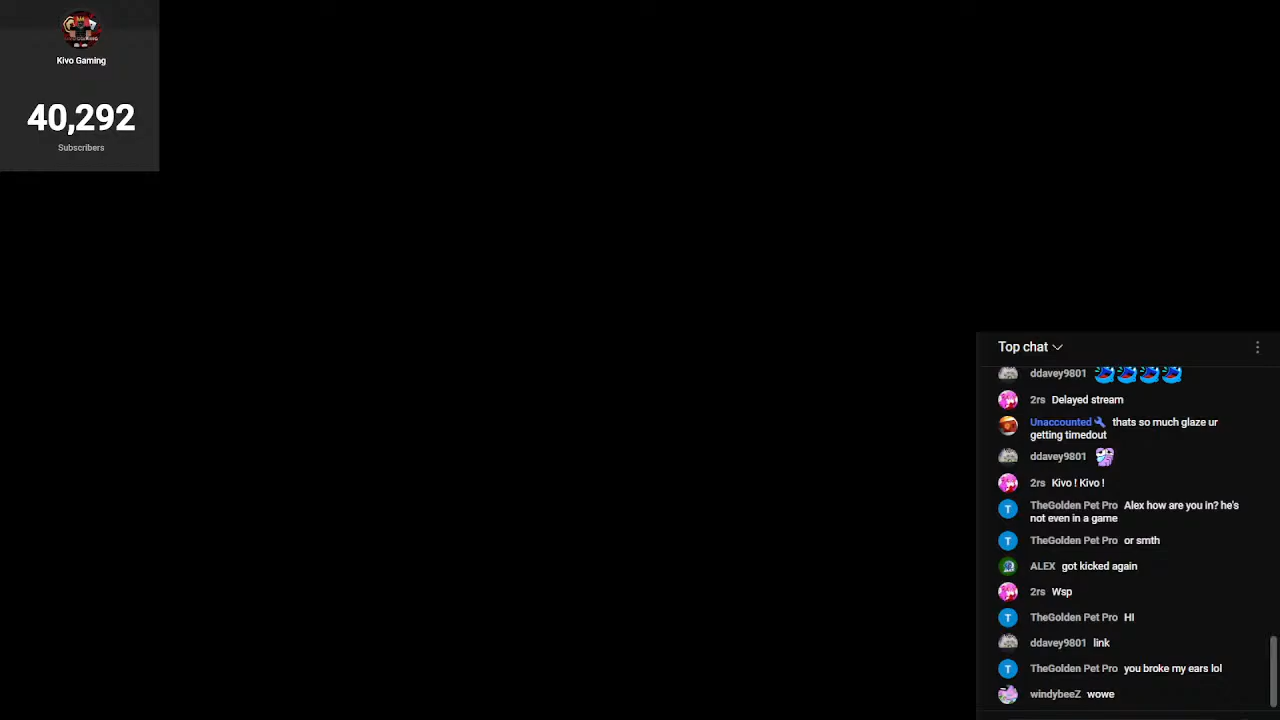 Kivo Gaming
40,292
Subscribers
Top chat
ddavey9801
2rs Delayed stream
Unaccounted thats so much glaze ur
getting timedout
ddavey9801
2rs Kivo ! Kivo !
TheGolden Pet Pro Alex how are you in? he's
not even in a game
T
TheGolden Pet Pro or smth
T
ALEX got kicked again
2rs Wsp
TheGolden Pet Pro HI
T
ddavey9801 link
TheGolden Pet Pro you broke my ears lol
T
windybeeZ wowe